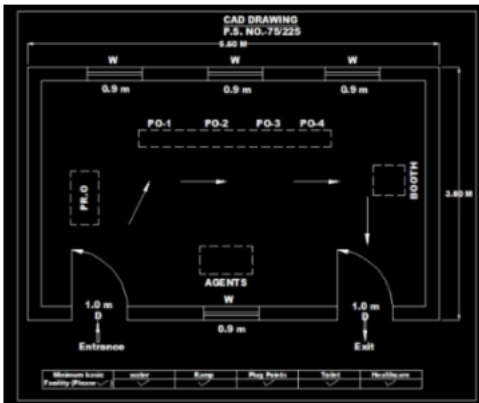 CAD DRAWING
P.S. NO.-75/225
5.60 M
W W W
0.9 m 0.9 m 0.9 m
PO-1 PO-2 PO-3 PO-4
PR.O
BOOTH
3.80 M
AGENTS
W
1.0 m 1.0 m
D D
0.9 m
Entrance Exit
Minimum basic water Ramp Plug Points Toilet Healthcare
Facility (Please ✓) ✓ ✓ ✓ ✓ ✓